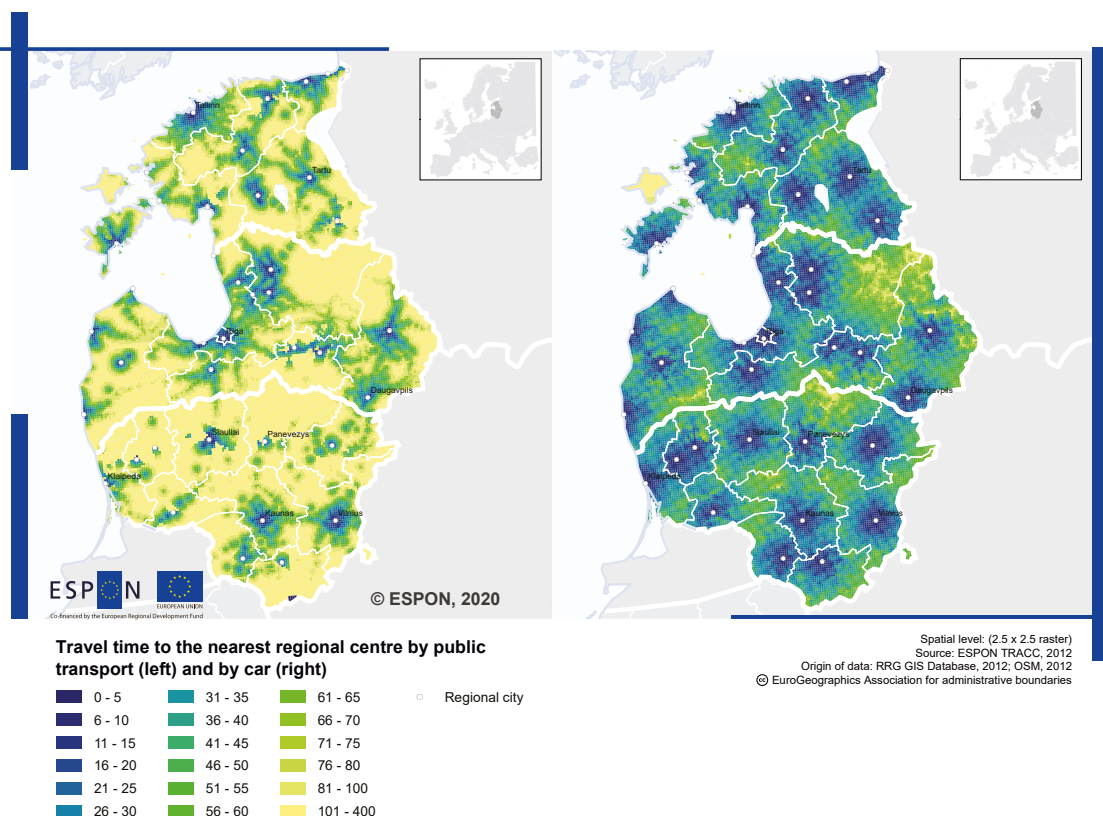 Tallinn
Tartu
Riga
Daugavpils
Siauliai
Panevezys
Klaipeda
Kaunas
Vilnius
Tallinn
Tartu
Riga
Daugavpils
Siauliai
Panevezys
Klaipeda
Kaunas
Vilnius
ESPON
EUROPEAN UNION
Co-financed by the European Regional Development Fund
© ESPON, 2020
Travel time to the nearest regional centre by public
transport (left) and by car (right)
0 - 5
6 - 10
11 - 15
16 - 20
21 - 25
26 - 30
31 - 35
36 - 40
41 - 45
46 - 50
51 - 55
56 - 60
61 - 65
66 - 70
71 - 75
76 - 80
81 - 100
101 - 400
Regional city
Spatial level: (2.5 x 2.5 raster)
Source: ESPON TRACC, 2012
Origin of data: RRG GIS Database, 2012; OSM, 2012
cc EuroGeographics Association for administrative boundaries